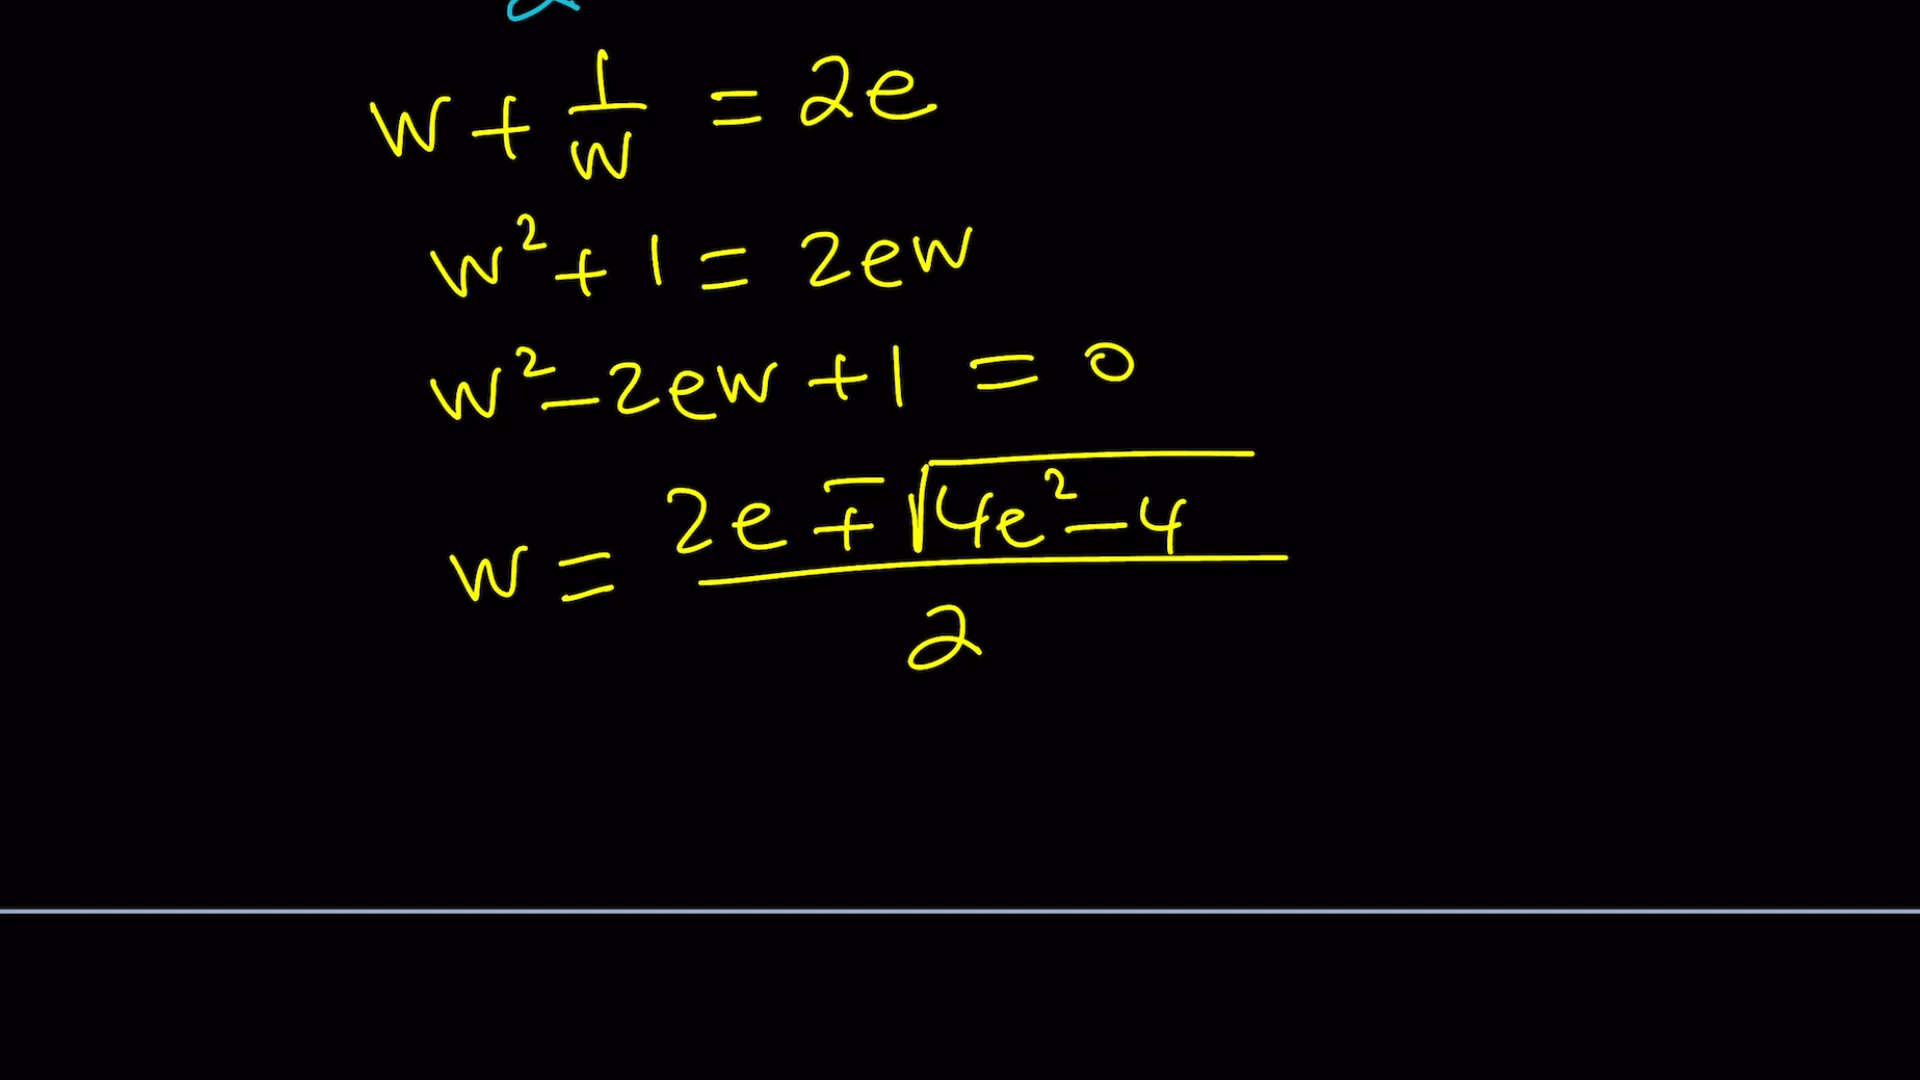 w + 1/w = 2e
w² + 1 = 2ew
w² - 2ew + 1 = 0
w = (2e ∓ √(4e² - 4))/2